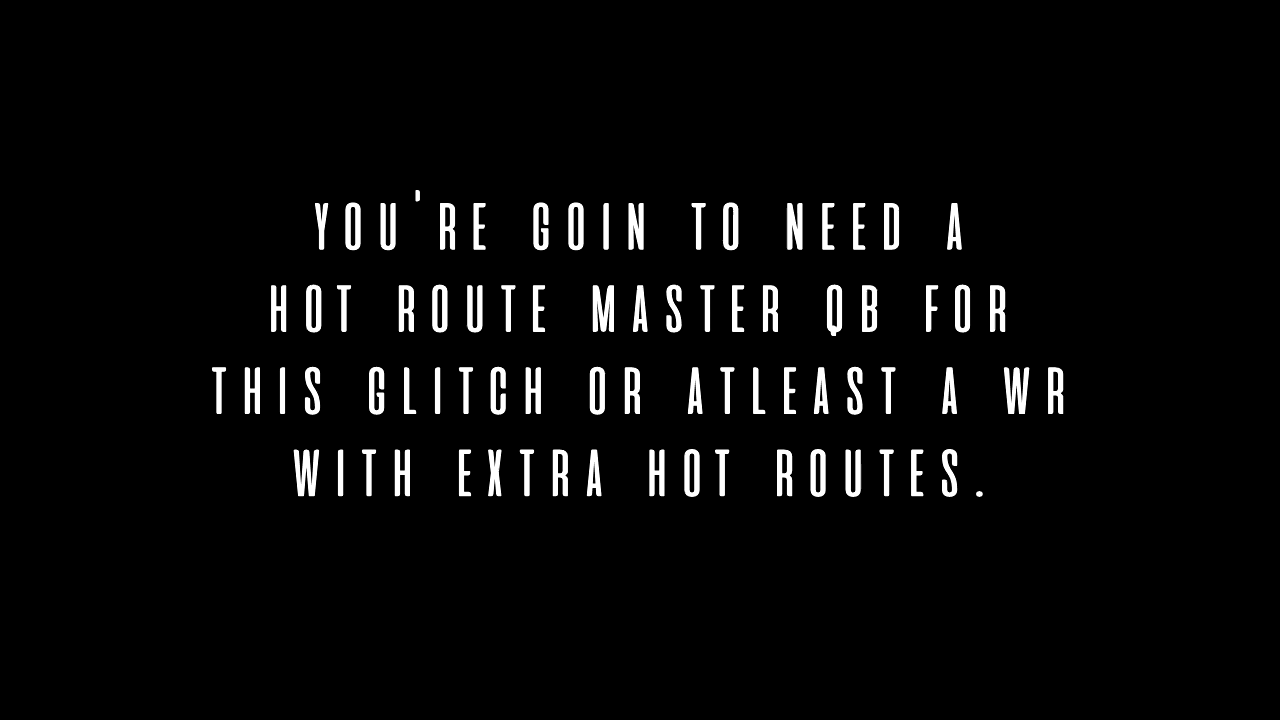 YOU'RE GOIN TO NEED A
HOT ROUTE MASTER QB FOR
THIS GLITCH OR ATLEAST A WR
WITH EXTRA HOT ROUTES.